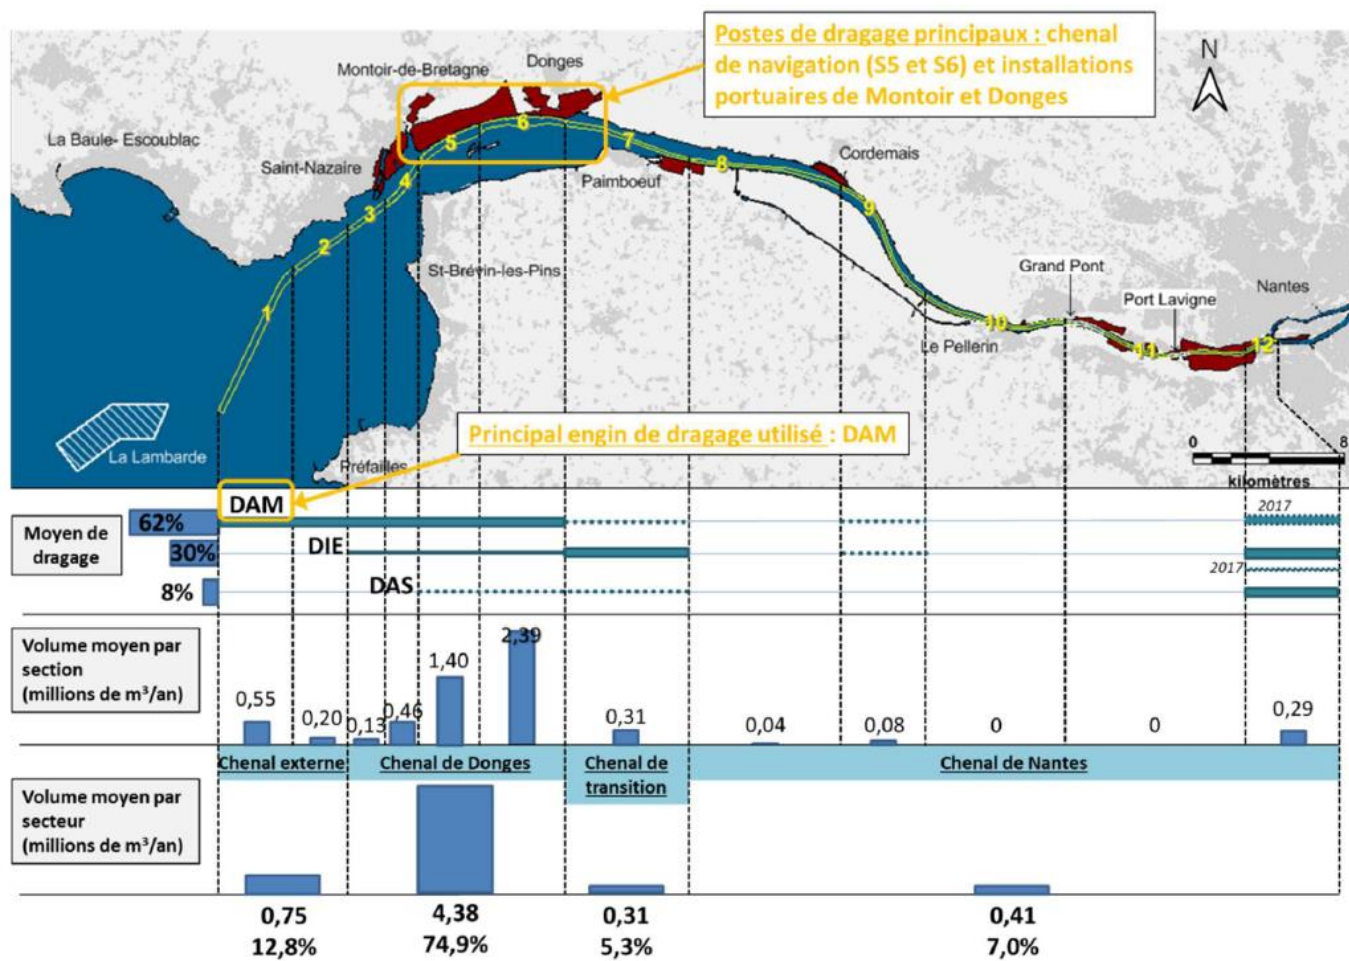 Postes de dragage principaux : chenal
de navigation (S5 et S6) et installations
portuaires de Montoir et Donges
N
Donges
Montoir-de-Bretagne
La Baule- Escoublac
Saint-Nazaire
Cordemais
Paimboeuf
St-Brévin-les-Pins
Grand Pont
Port Lavigne
Nantes
Le Pellerin
1
2
3
4
5
6
7
8
9
10
11
12
La Lambarde
Préfailles
Principal engin de dragage utilisé : DAM
0 8
kilomètres
Moyen de
dragage
DAM
62%
2017
DIE
30%
2017
DAS
8%
Volume moyen par
section
(millions de m³/an)
0,55
0,20
0,13
0,46
1,40
2,39
0,31
0,04
0,08
0
0
0,29
Chenal externe
Chenal de Donges
Chenal de
transition
Chenal de Nantes
Volume moyen par
secteur
(millions de m³/an)
0,75 4,38 0,31 0,41
12,8% 74,9% 5,3% 7,0%